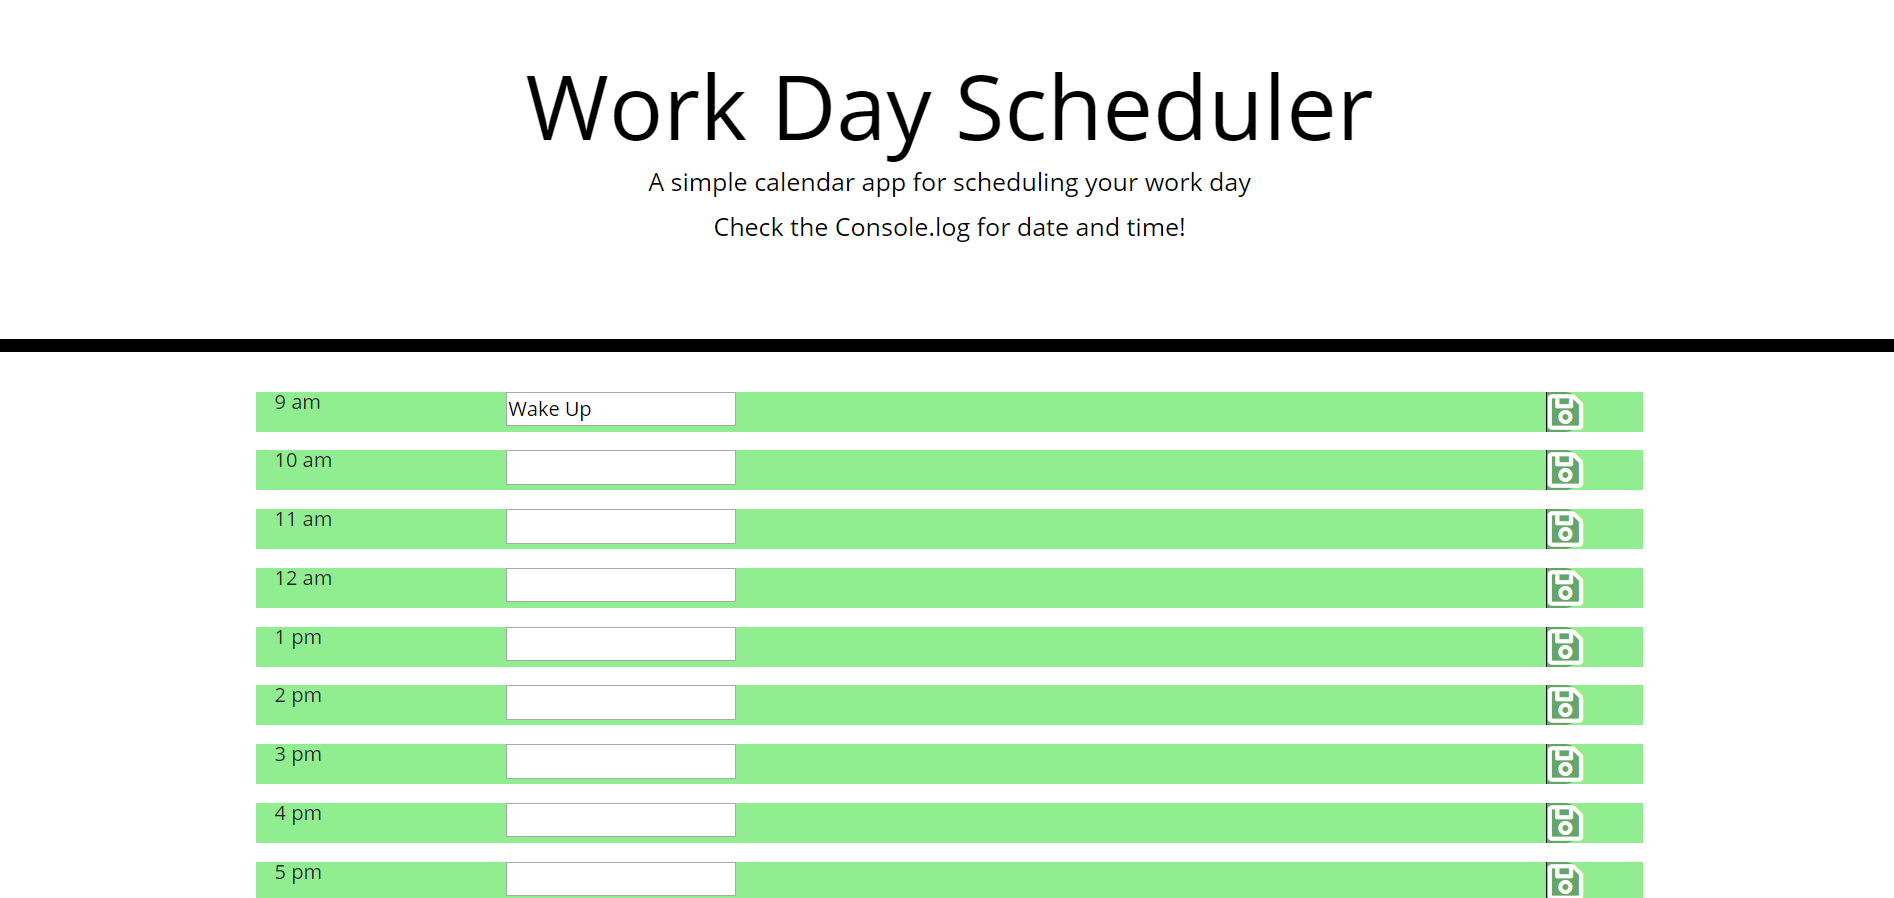 Work Day Scheduler
A simple calendar app for scheduling your work day
Check the Console.log for date and time!
9 am
Wake Up
10 am
11 am
12 am
1 pm
2 pm
3 pm
4 pm
5 pm